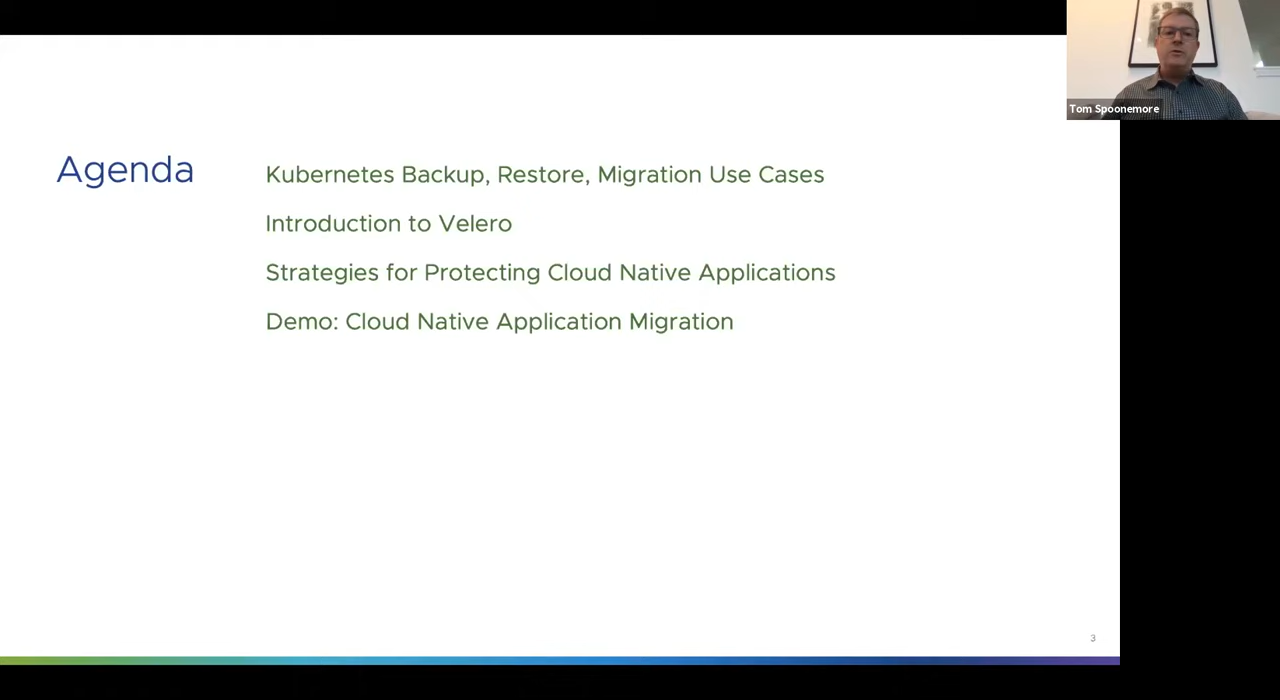 Tom Spoonemore
Agenda
Kubernetes Backup, Restore, Migration Use Cases
Introduction to Velero
Strategies for Protecting Cloud Native Applications
Demo: Cloud Native Application Migration
3